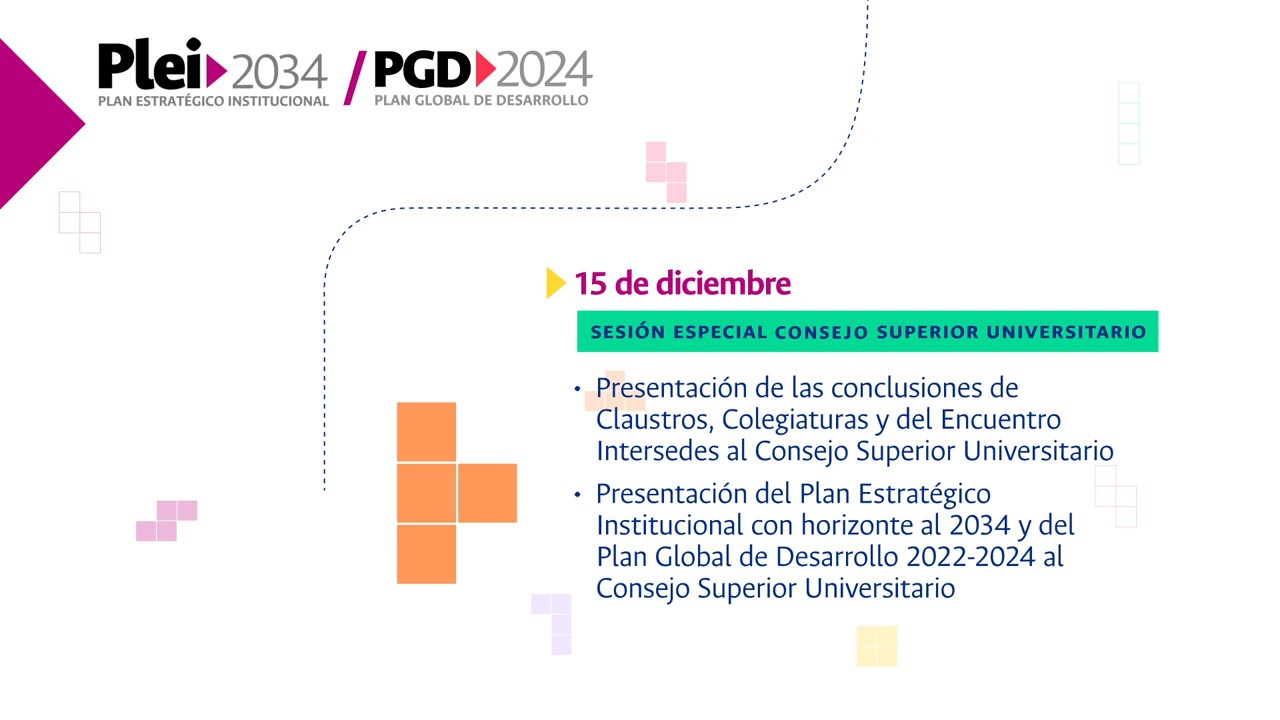 Plei 2034 / PGD 2024
PLAN ESTRATÉGICO INSTITUCIONAL PLAN GLOBAL DE DESARROLLO
15 de diciembre
SESIÓN ESPECIAL CONSEJO SUPERIOR UNIVERSITARIO
• Presentación de las conclusiones de
Claustros, Colegiaturas y del Encuentro
Intersedes al Consejo Superior Universitario
• Presentación del Plan Estratégico
Institucional con horizonte al 2034 y del
Plan Global de Desarrollo 2022-2024 al
Consejo Superior Universitario